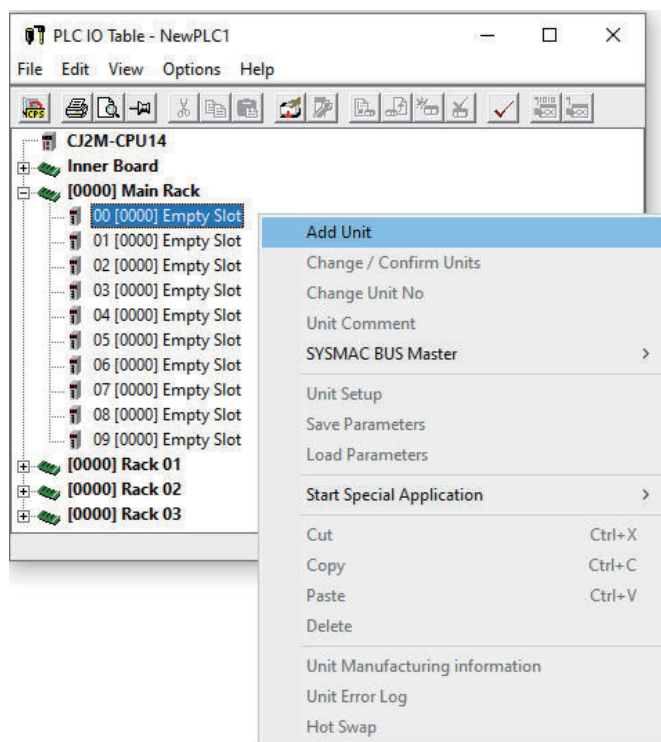 PLC IO Table - NewPLC1
File Edit View Options Help
CJ2M-CPU14
Inner Board
[0000] Main Rack
00 [0000] Empty Slot
01 [0000] Empty Slot
02 [0000] Empty Slot
03 [0000] Empty Slot
04 [0000] Empty Slot
05 [0000] Empty Slot
06 [0000] Empty Slot
07 [0000] Empty Slot
08 [0000] Empty Slot
09 [0000] Empty Slot
[0000] Rack 01
[0000] Rack 02
[0000] Rack 03
Add Unit
Change / Confirm Units
Change Unit No
Unit Comment
SYSMAC BUS Master >
Unit Setup
Save Parameters
Load Parameters
Start Special Application >
Cut Ctrl+X
Copy Ctrl+C
Paste Ctrl+V
Delete
Unit Manufacturing information
Unit Error Log
Hot Swap